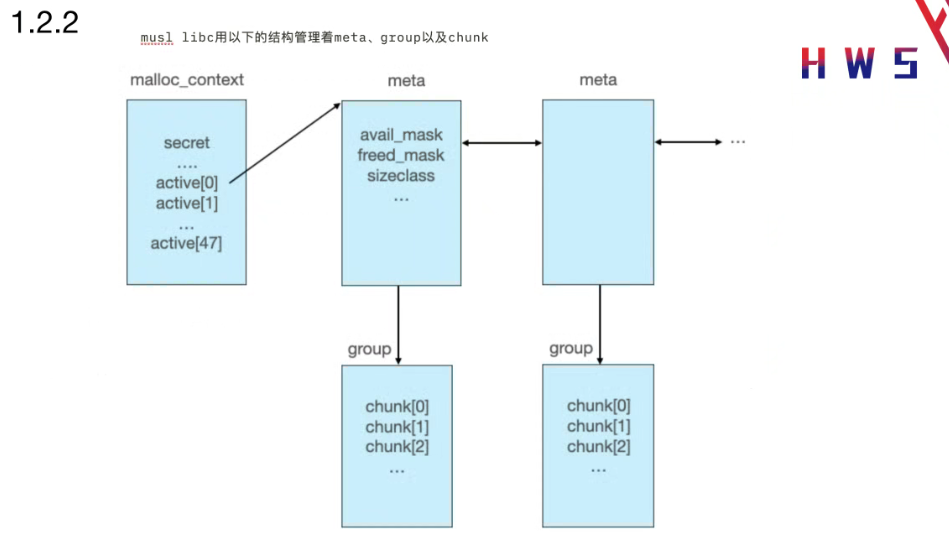 1.2.2
musl libc用以下的结构管理着meta、group以及chunk
HWS
malloc_context
meta
meta
secret
....
active[0]
active[1]
...
active[47]
avail_mask
freed_mask
sizeclass
...
...
group
group
chunk[0]
chunk[1]
chunk[2]
...
chunk[0]
chunk[1]
chunk[2]
...